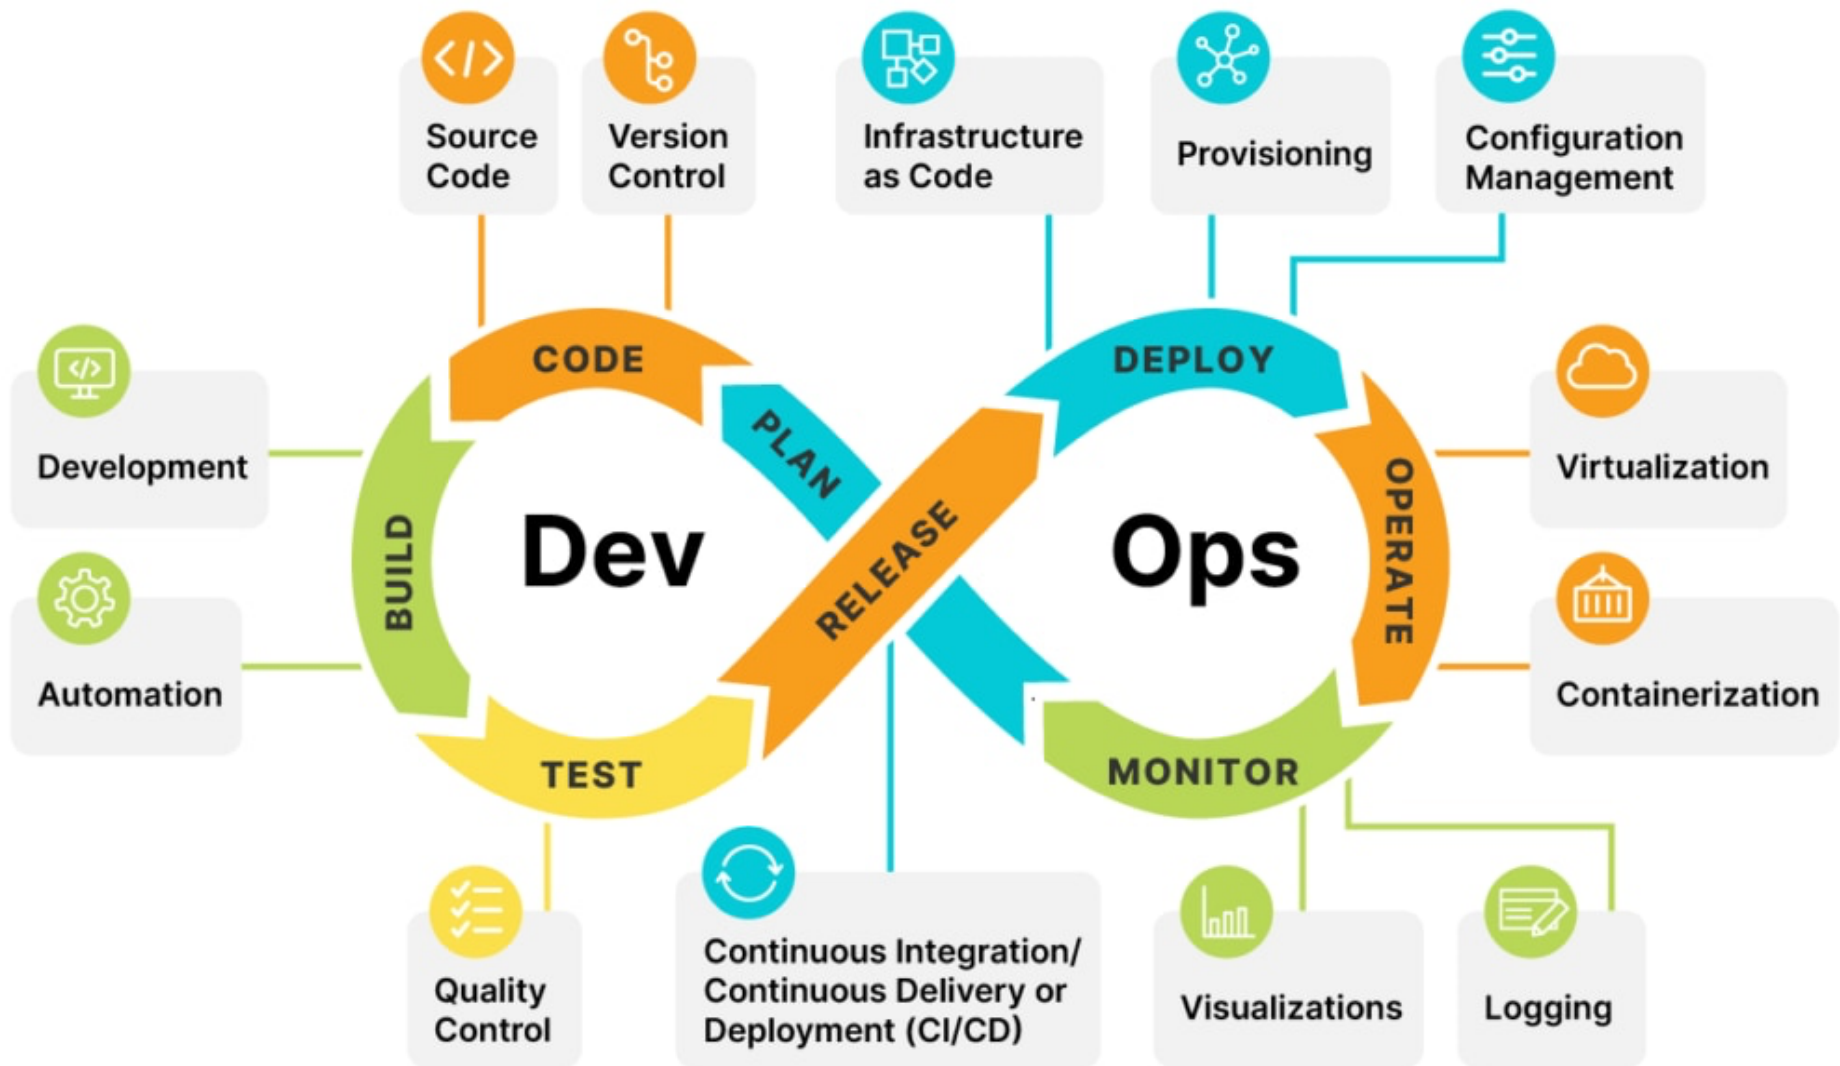 Source
Code
Version
Control
Infrastructure
as Code
Provisioning
Configuration
Management
CODE
DEPLOY
PLAN
Development
Virtualization
OPERATE
BUILD
Dev
Ops
RELEASE
Automation
Containerization
TEST
MONITOR
Quality
Control
Continuous Integration/
Continuous Delivery or
Deployment (CI/CD)
Visualizations
Logging